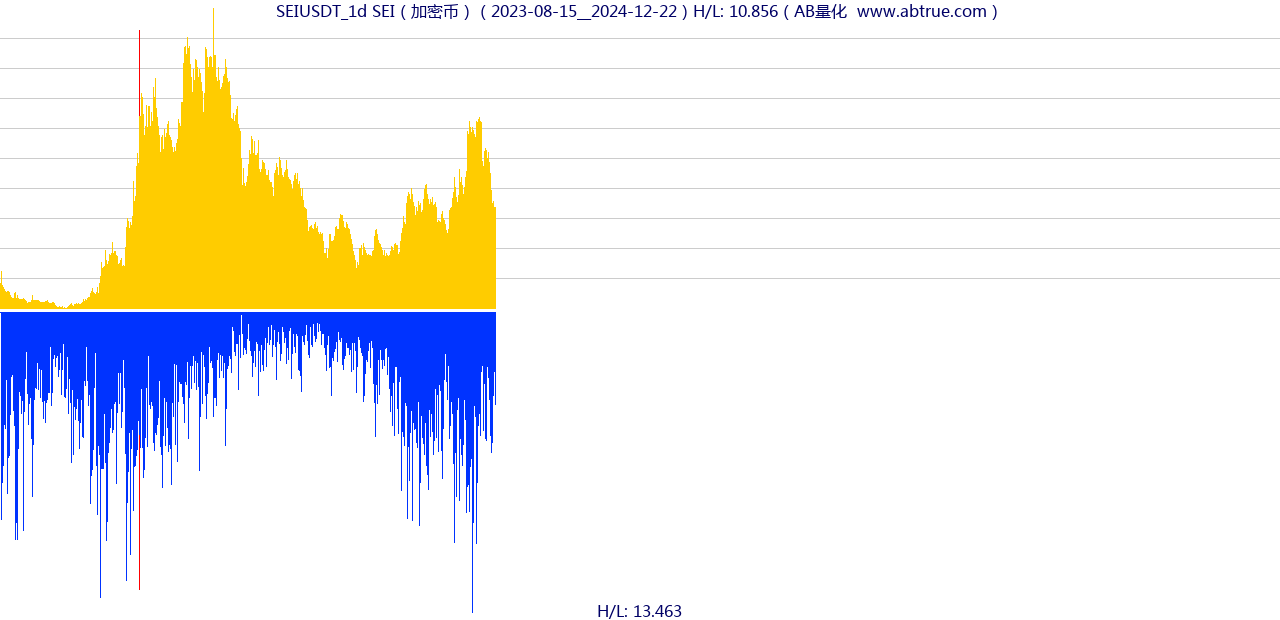 SEIUSDT_1d SEI ( 加密币 ) ( 2023-08-15__2024-12-22 ) H/L: 10.856 ( AB量化  www.abtrue.com )
H/L: 13.463